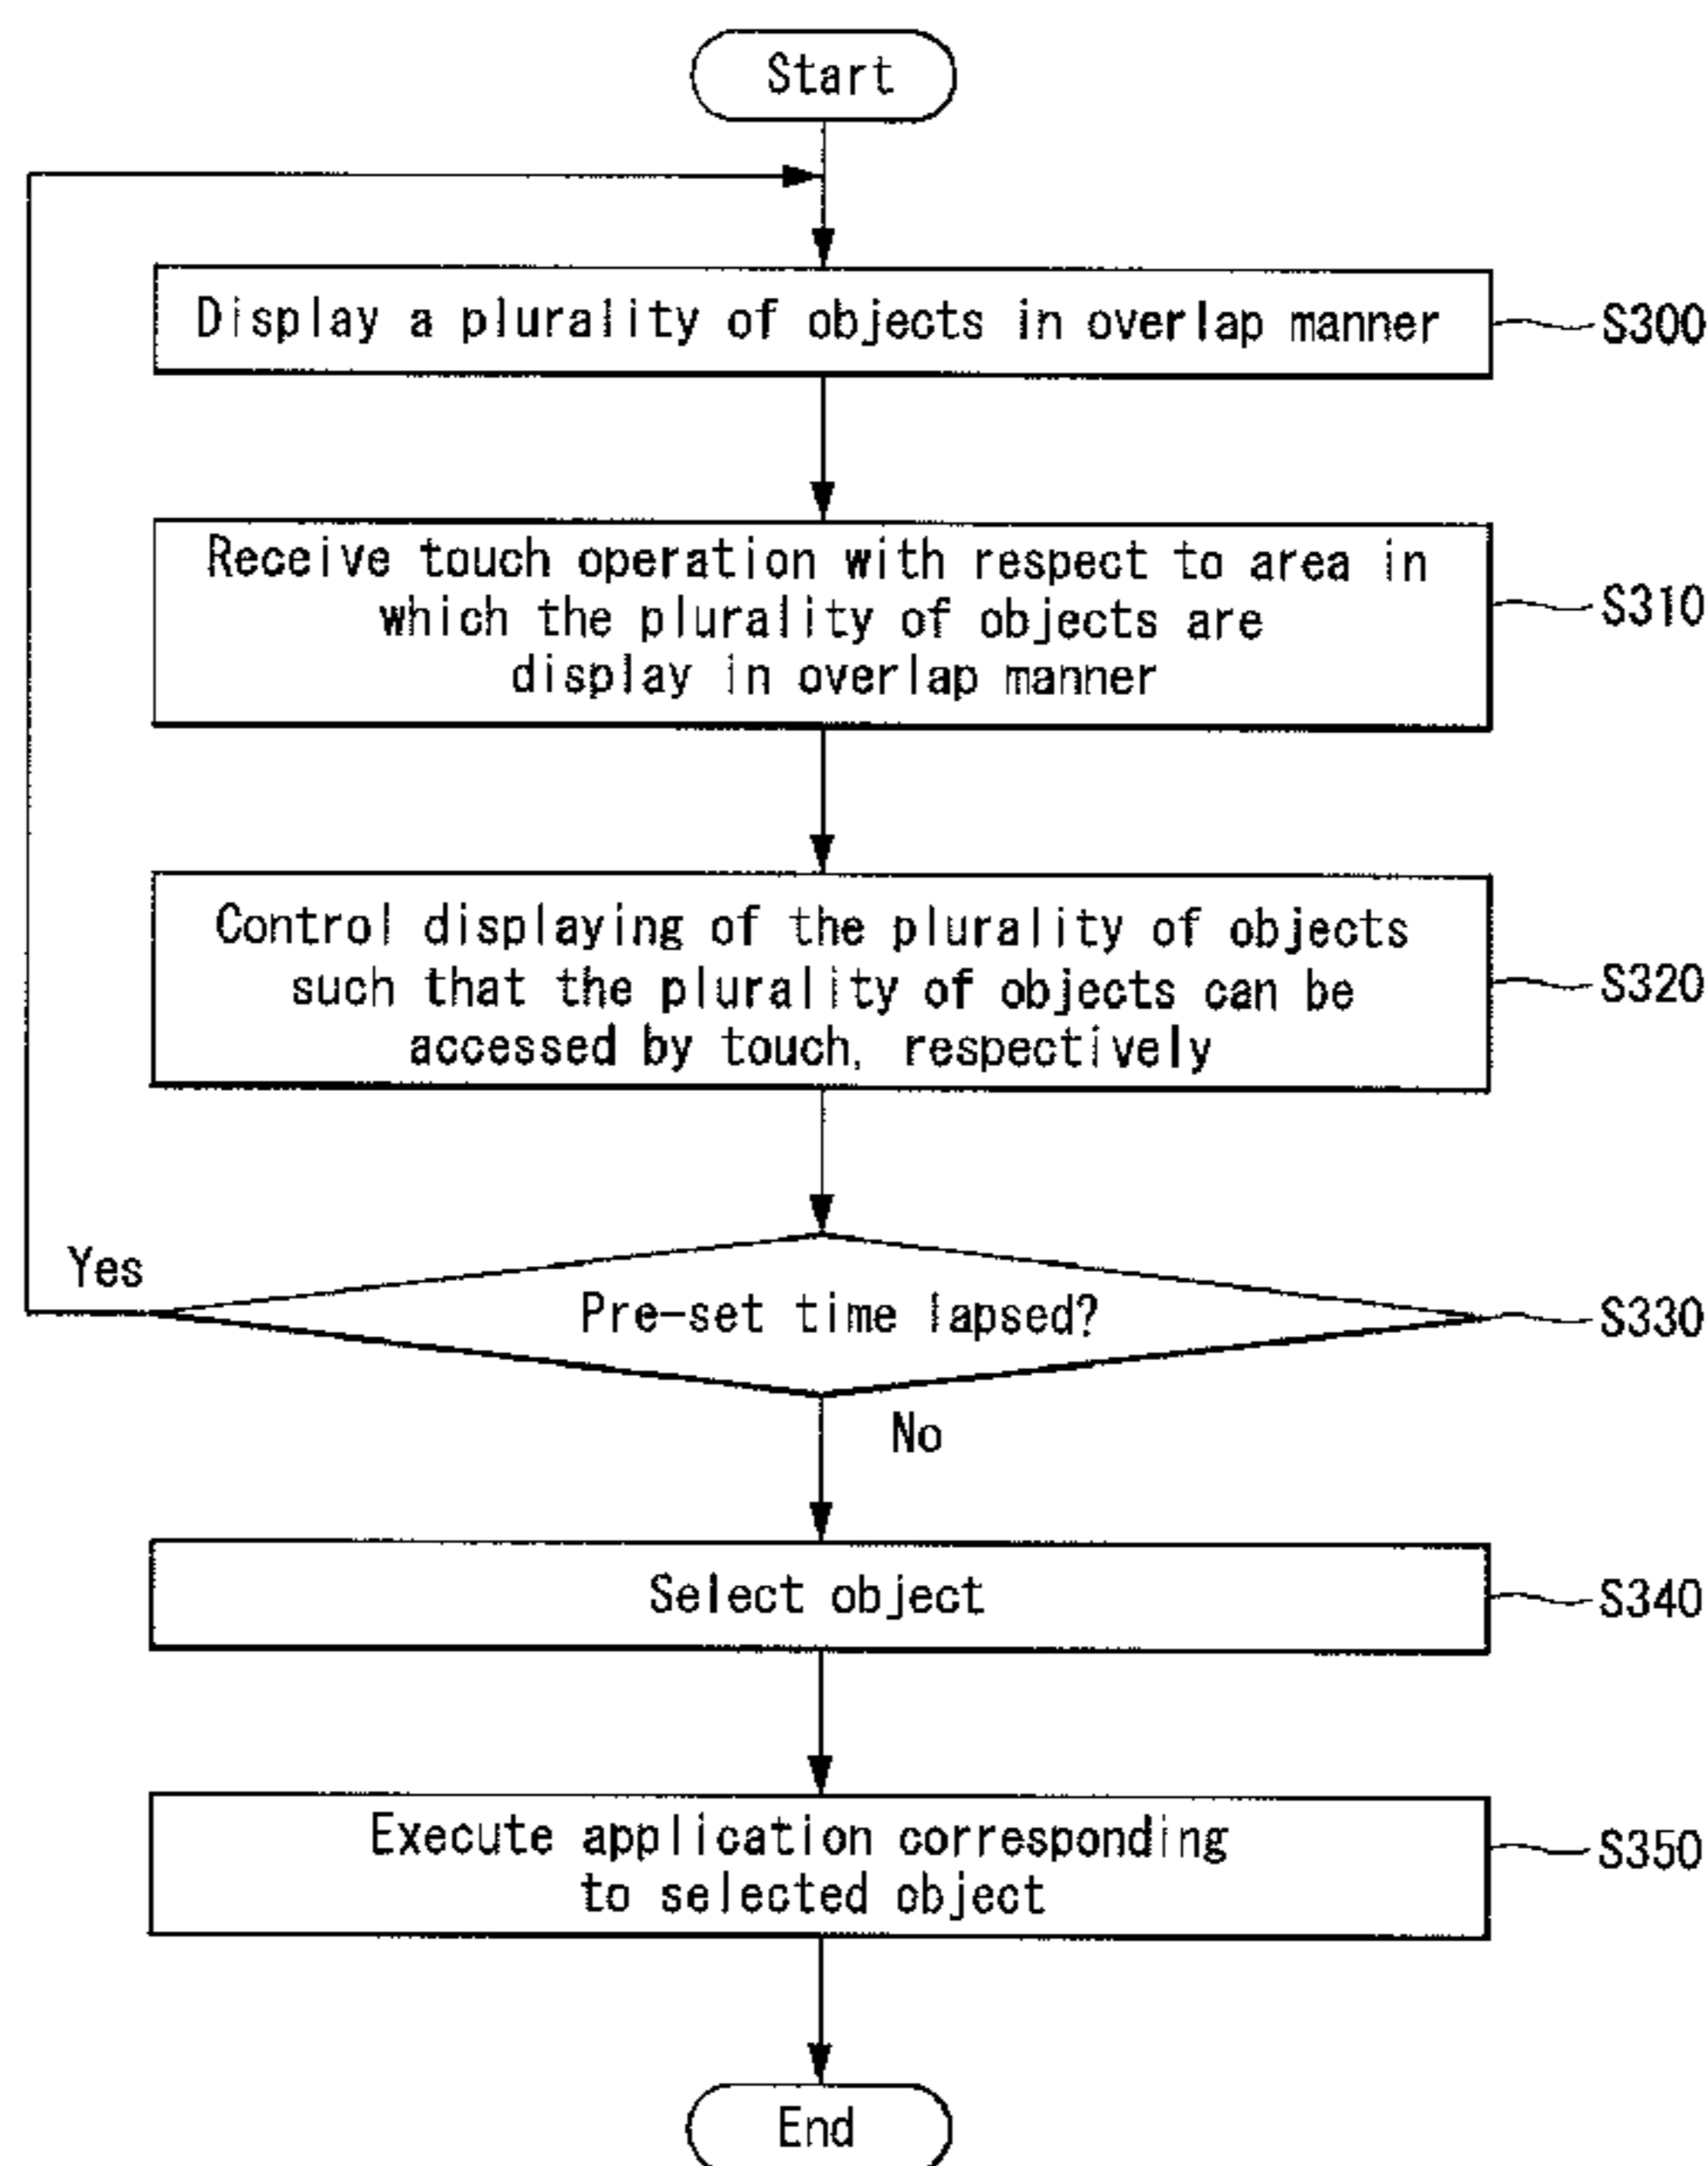 Start
Display a plurality of objects in overlap manner
S300
Receive touch operation with respect to area in
which the plurality of objects are
display in overlap manner
S310
Control displaying of the plurality of objects
such that the plurality of objects can be
accessed by touch, respectively
S320
Yes
Pre-set time lapsed?
S330
No
Select object
S340
Execute application corresponding
to selected object
S350
End